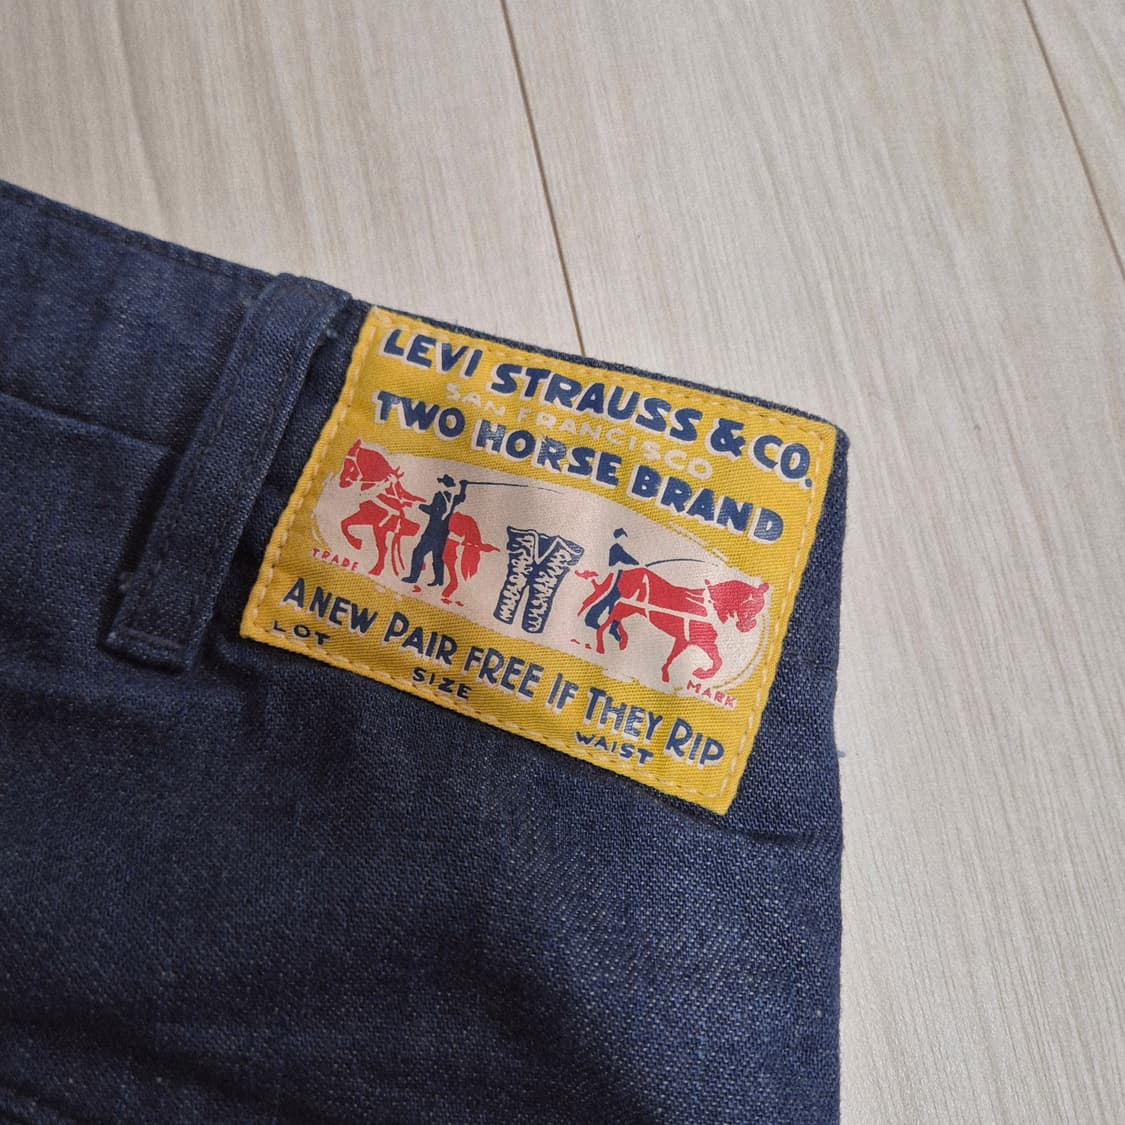 LEVI STRAUSS & CO.
SAN FRANCISCO
TWO HORSE BRAND
TRADE
MARK
A NEW PAIR FREE IF THEY RIP
LOT SIZE WAIST